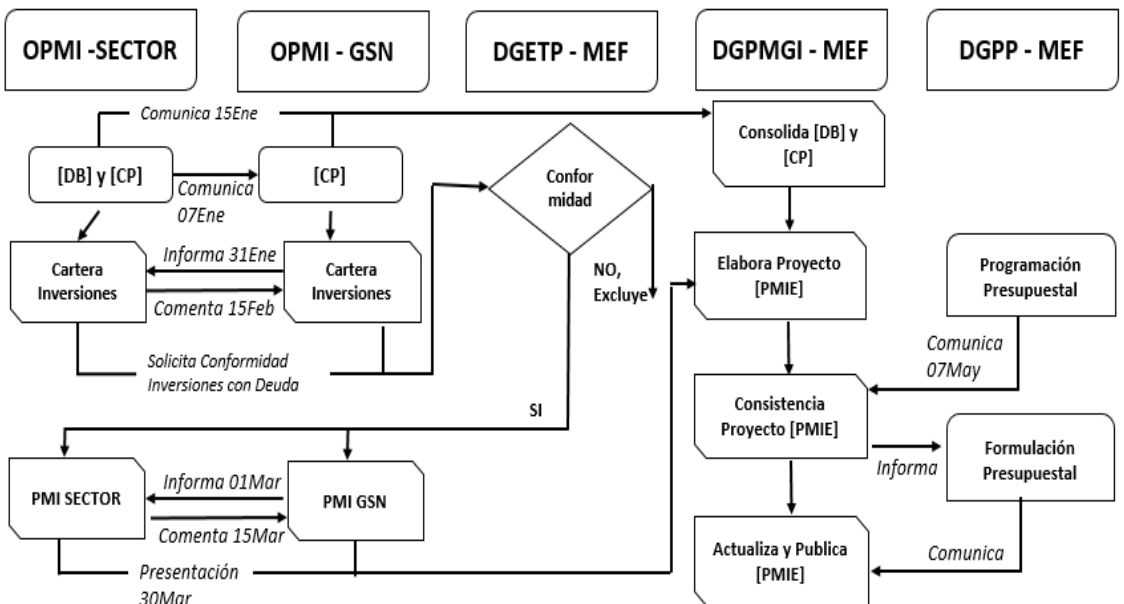 OPMI -SECTOR
OPMI - GSN
DGETP - MEF
DGPMGI - MEF
DGPP - MEF
Comunica 15Ene
Consolida [DB] y
[CP]
[DB] y [CP]
Comunica
07Ene
[CP]
Confor
midad
Cartera
Inversiones
Informa 31Ene
Comenta 15Feb
Cartera
Inversiones
NO,
Excluye
Elabora Proyecto
[PMIE]
Programación
Presupuestal
Comunica
07May
Solicita Conformidad
Inversiones con Deuda
SI
Consistencia
Proyecto [PMIE]
Informa
Formulación
Presupuestal
PMI SECTOR
Informa 01Mar
Comenta 15Mar
PMI GSN
Actualiza y Publica
[PMIE]
Comunica
Presentación
30Mar